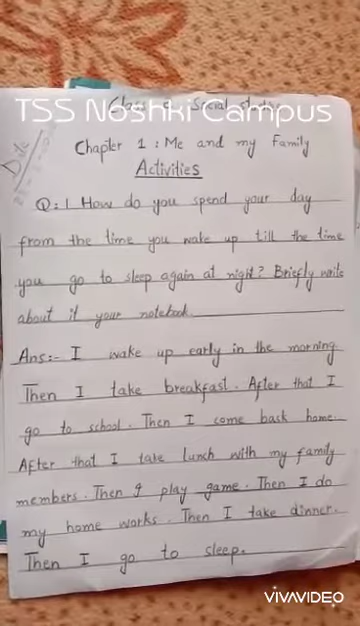 Class Social studies
TSS Noshki Campus
Date
Chapter 1 : Me and my Family
Activities
Q:1 How do you spend your day
from the time you wake up till the time
you go to sleep again at night? Briefly write
about it your notebook.
Ans:- I wake up early in the morning.
Then I take breakfast. After that I
go to school. Then I come back home.
After that I take lunch with my family
members. Then I play game. Then I do
my home works. Then I take dinner.
Then I go to sleep.
VIVAVIDEO